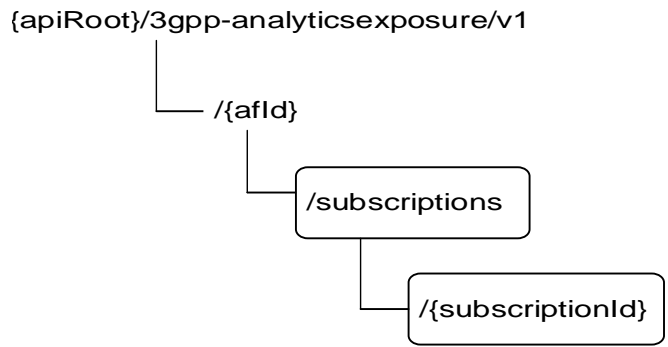 {apiRoot}/3gpp-analyticsexposure/v1
/{afId}
/subscriptions
/{subscriptionId}